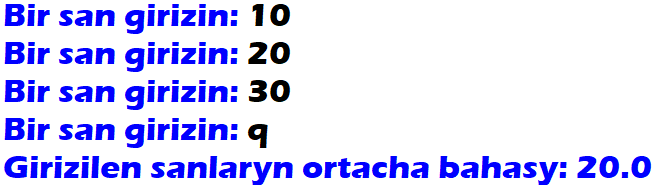 Bir san girizin: 10
Bir san girizin: 20
Bir san girizin: 30
Bir san girizin: q
Girizilen sanlaryn ortacha bahasy: 20.0